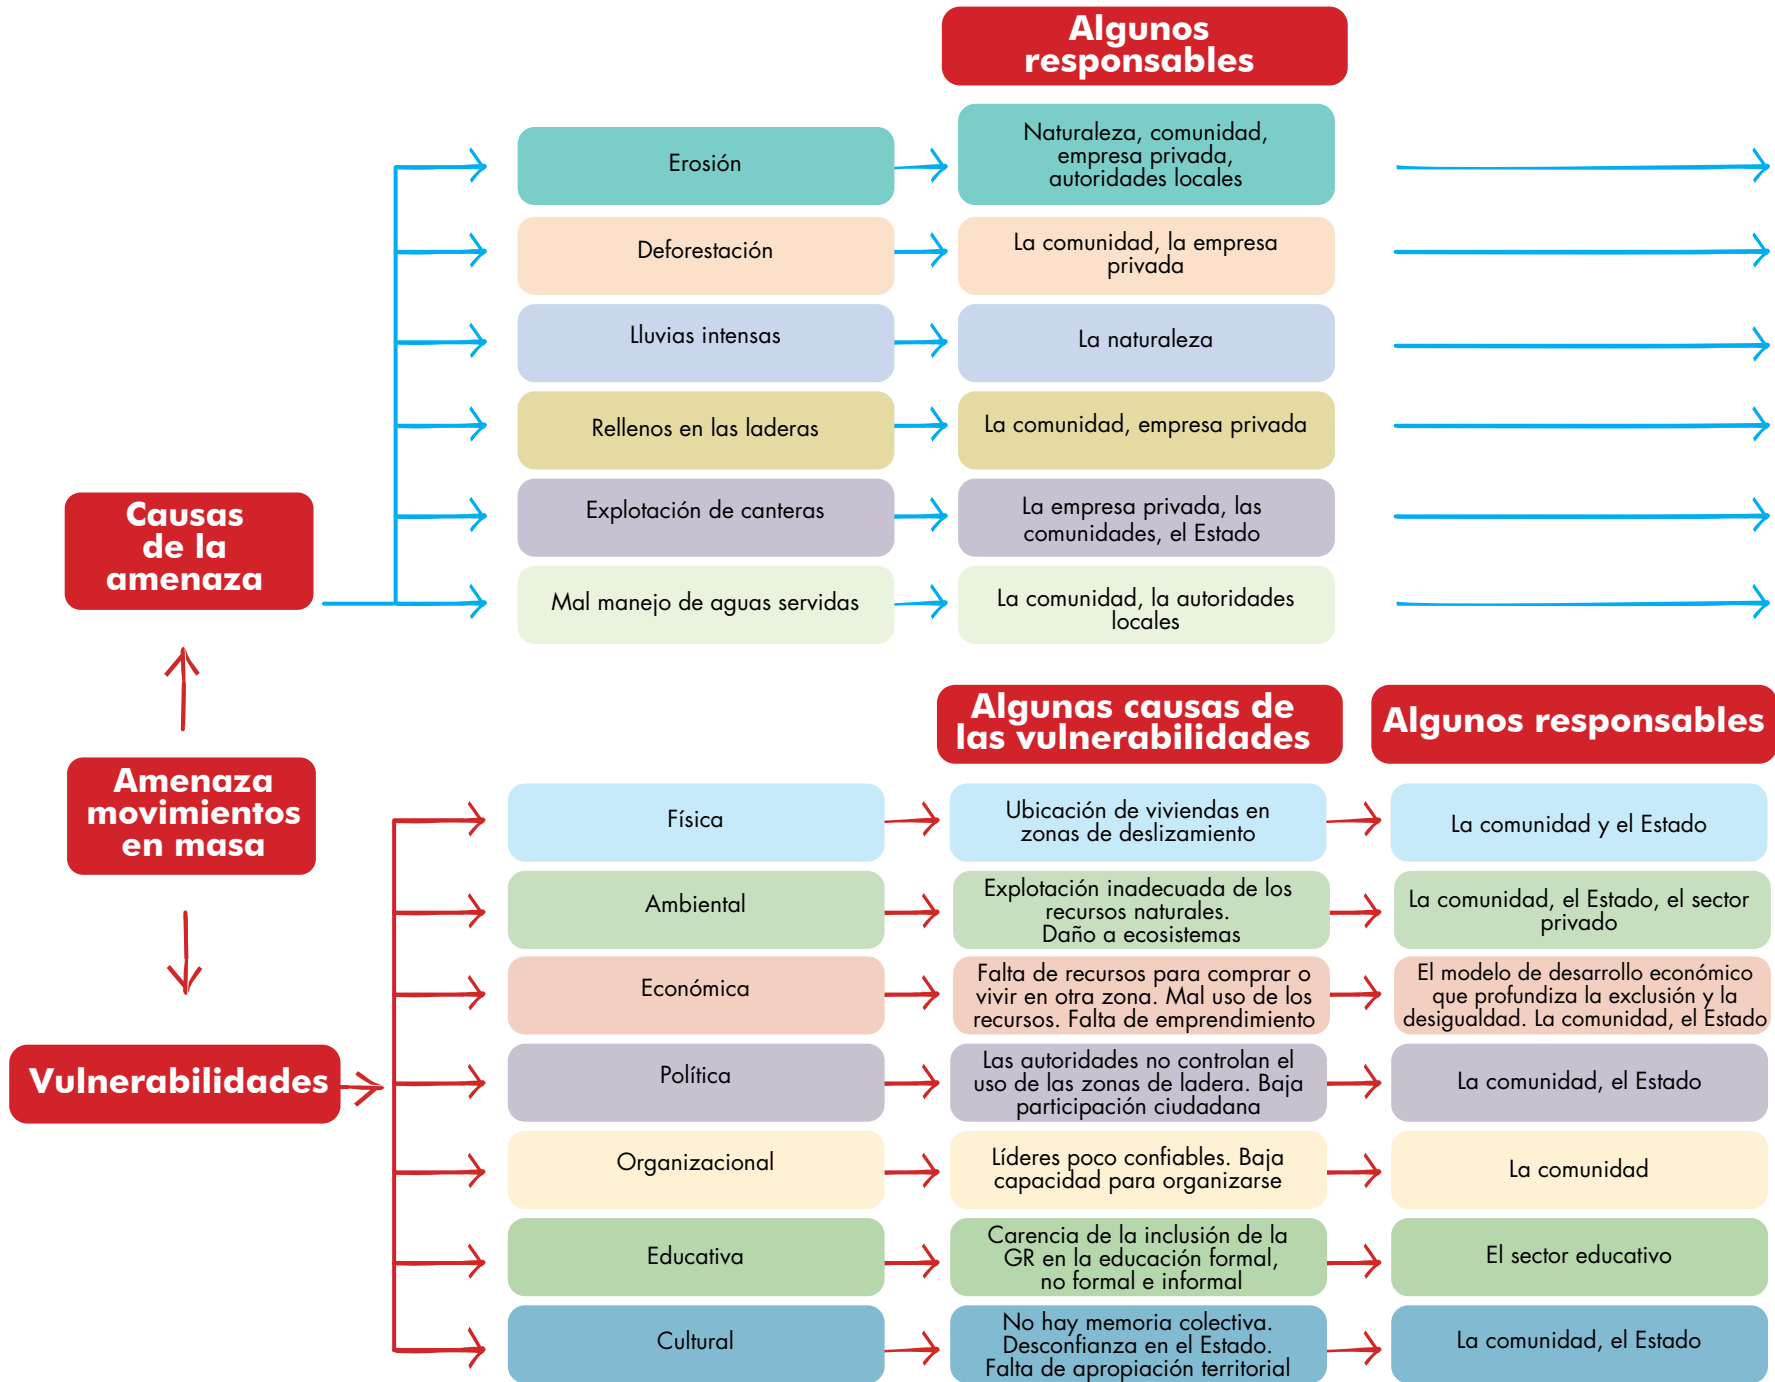 Algunos
responsables
Erosión
Naturaleza, comunidad,
empresa privada,
autoridades locales
Deforestación
La comunidad, la empresa
privada
Lluvias intensas
La naturaleza
Rellenos en las laderas
La comunidad, empresa privada
Explotación de canteras
La empresa privada, las
comunidades, el Estado
Mal manejo de aguas servidas
La comunidad, la autoridades
locales
Causas
de la
amenaza
Amenaza
movimientos
en masa
Vulnerabilidades
Algunas causas de
las vulnerabilidades
Algunos responsables
Física
Ubicación de viviendas en
zonas de deslizamiento
La comunidad y el Estado
Ambiental
Explotación inadecuada de los
recursos naturales.
Daño a ecosistemas
La comunidad, el Estado, el sector
privado
Económica
Falta de recursos para comprar o
vivir en otra zona. Mal uso de los
recursos. Falta de emprendimiento
El modelo de desarrollo económico
que profundiza la exclusión y la
desigualdad. La comunidad, el Estado
Política
Las autoridades no controlan el
uso de las zonas de ladera. Baja
participación ciudadana
La comunidad, el Estado
Organizacional
Líderes poco confiables. Baja
capacidad para organizarse
La comunidad
Educativa
Carencia de la inclusión de la
GR en la educación formal,
no formal e informal
El sector educativo
Cultural
No hay memoria colectiva.
Desconfianza en el Estado.
Falta de apropiación territorial
La comunidad, el Estado